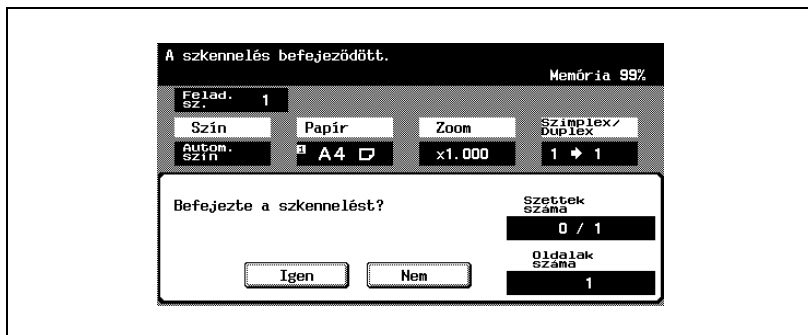 A szkennelés befejeződött.
Memória 99%
Felad.
sz. 1
Szín Papír Zoom Szimplex/
Duplex
Autom.
szín
1 A4 x1.000 1 → 1
Befejezte a szkennelést?
Szettek
száma
0 / 1
Oldalak
száma
1
Igen Nem